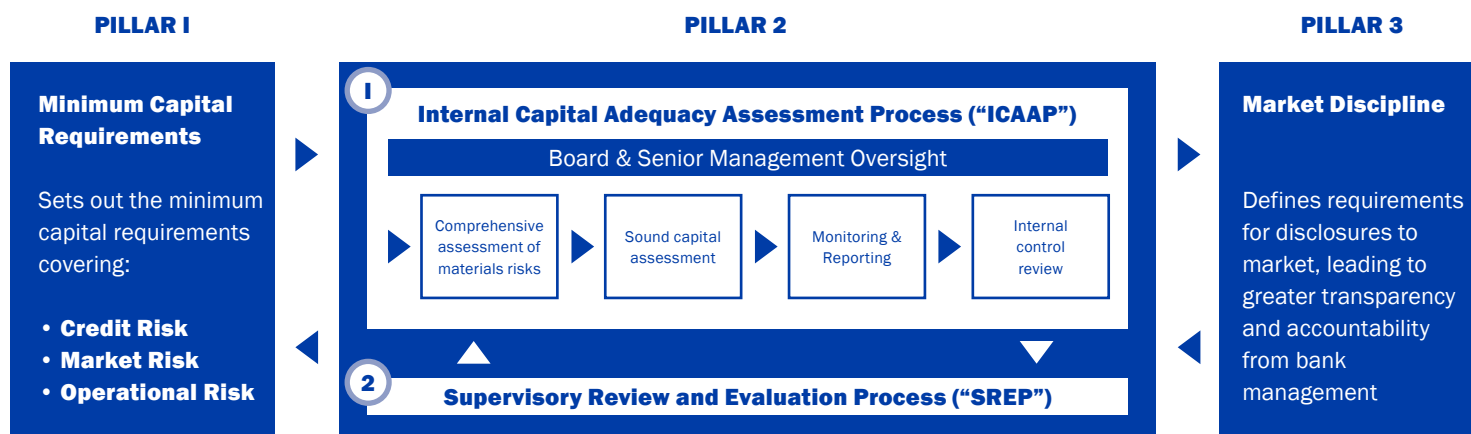 PILLAR I
PILLAR 2
PILLAR 3
Minimum Capital
Requirements
Sets out the minimum
capital requirements
covering:
• Credit Risk
• Market Risk
• Operational Risk
I
Internal Capital Adequacy Assessment Process (“ICAAP”)
Board & Senior Management Oversight
Comprehensive
assessment of
materials risks
Sound capital
assessment
Monitoring &
Reporting
Internal
control
review
2
Supervisory Review and Evaluation Process (“SREP”)
Market Discipline
Defines requirements
for disclosures to
market, leading to
greater transparency
and accountability
from bank
management